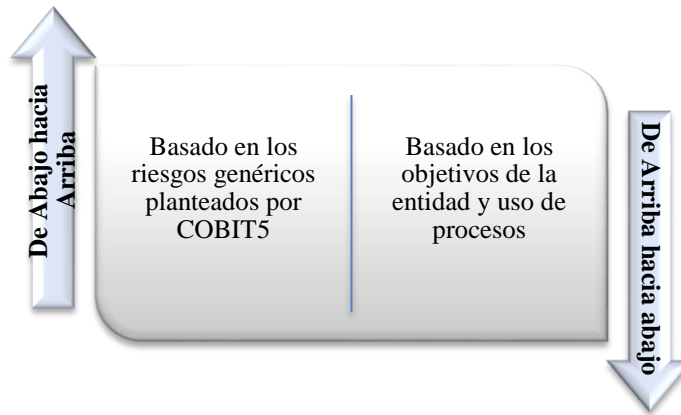 De Abajo hacia
Arriba
Basado en los
riesgos genéricos
planteados por
COBIT5
Basado en los
objetivos de la
entidad y uso de
procesos
De Arriba hacia abajo